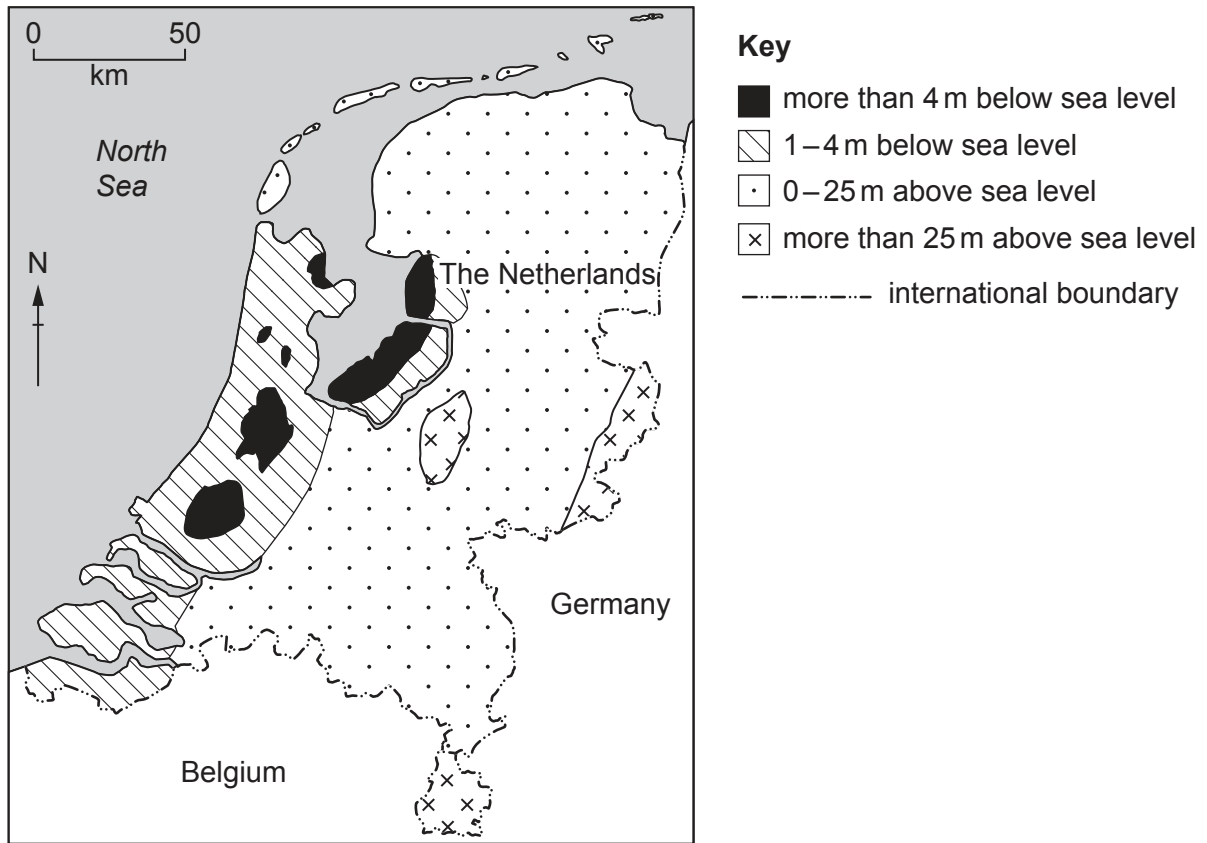 0 50
km
North
Sea
N
The Netherlands
Germany
Belgium
Key
more than 4 m below sea level
1–4 m below sea level
0–25 m above sea level
more than 25 m above sea level
international boundary